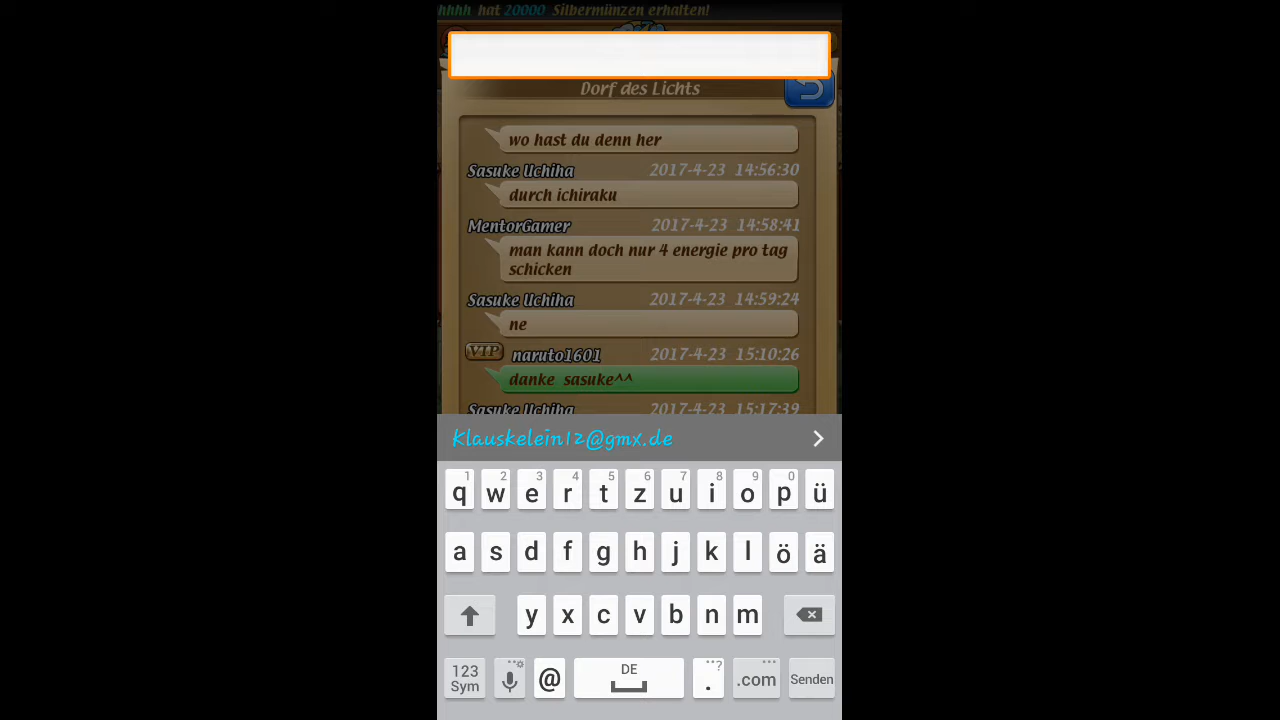 hhhh hat 20000 Silbermünzen erhalten!
Dorf des Lichts
wo hast du denn her
Sasuke Uchiha 2017-4-23 14:56:30
durch ichiraku
MentorGamer 2017-4-23 14:58:41
man kann doch nur 4 energie pro tag
schicken
Sasuke Uchiha 2017-4-23 14:59:24
ne
VIP naruto1601 2017-4-23 15:10:26
danke sasuke^^
Sasuke Uchiha 2017-4-23 15:17:39
Klauskelein12@gmx.de
1 2 3 4 5 6 7 8 9 0
q w e r t z u i o p ü
a s d f g h j k l ö ä
y x c v b n m
123
Sym @ DE . ? .com Senden